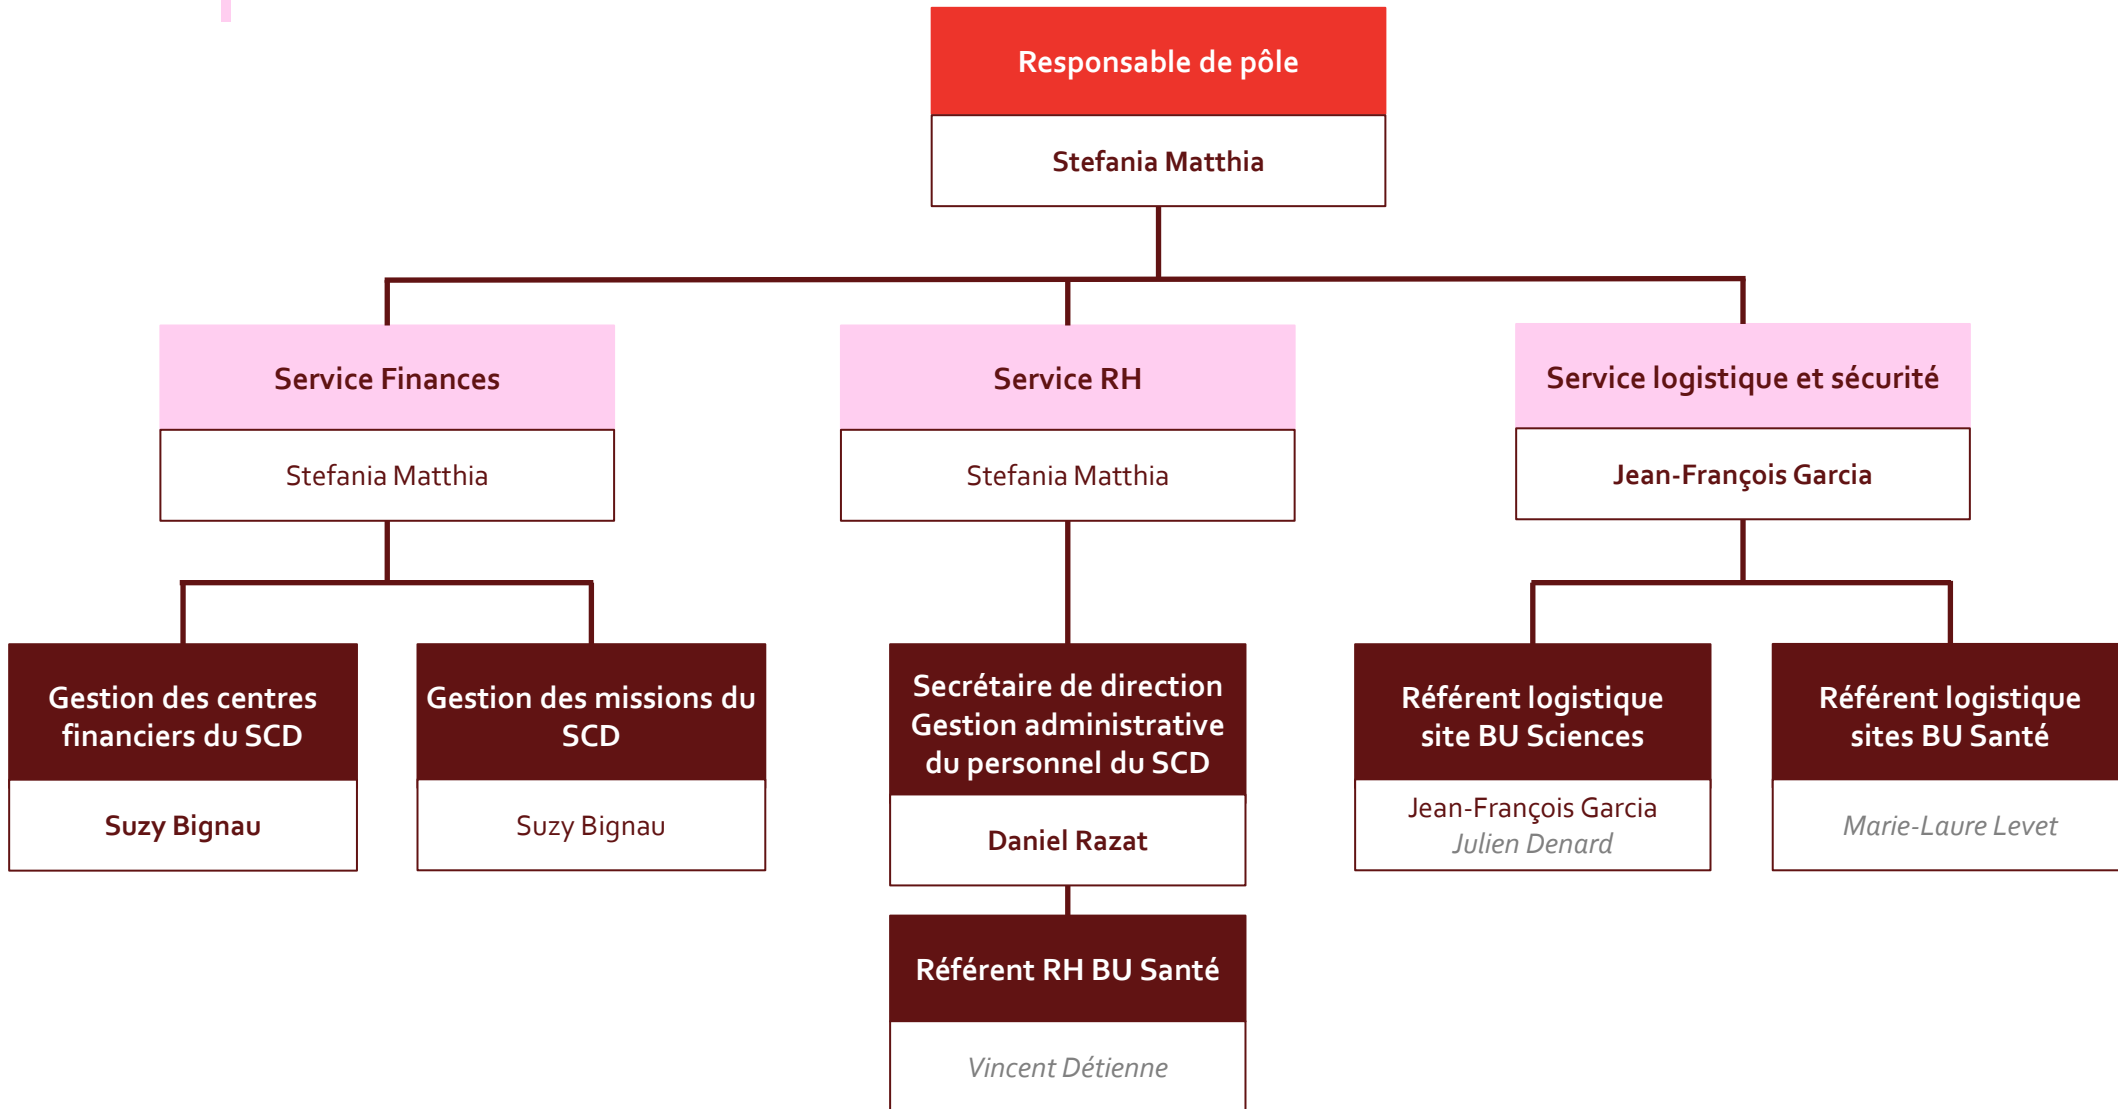 Responsable de pôle
Stefania Matthia
Service Finances
Stefania Matthia
Service RH
Stefania Matthia
Service logistique et sécurité
Jean-François Garcia
Gestion des centres
financiers du SCD
Suzy Bignau
Gestion des missions du
SCD
Suzy Bignau
Secrétaire de direction
Gestion administrative
du personnel du SCD
Daniel Razat
Référent RH BU Santé
Vincent Détienne
Référent logistique
site BU Sciences
Jean-François Garcia
Julien Denard
Référent logistique
sites BU Santé
Marie-Laure Levet